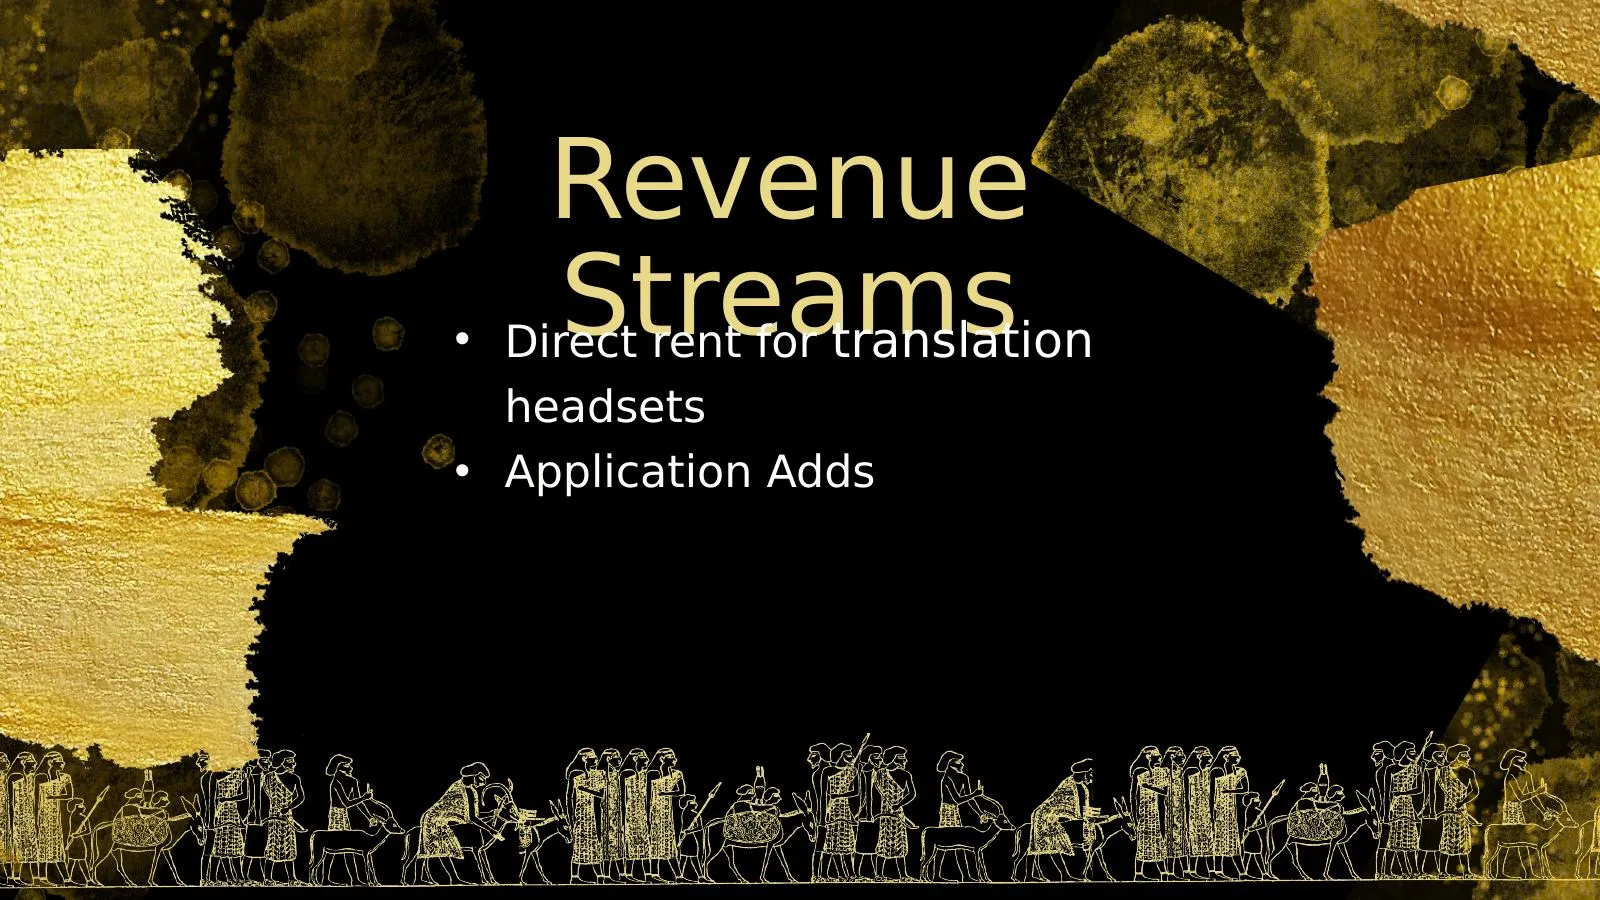 Revenue
Streams
• Direct rent for translation
headsets
• Application Adds